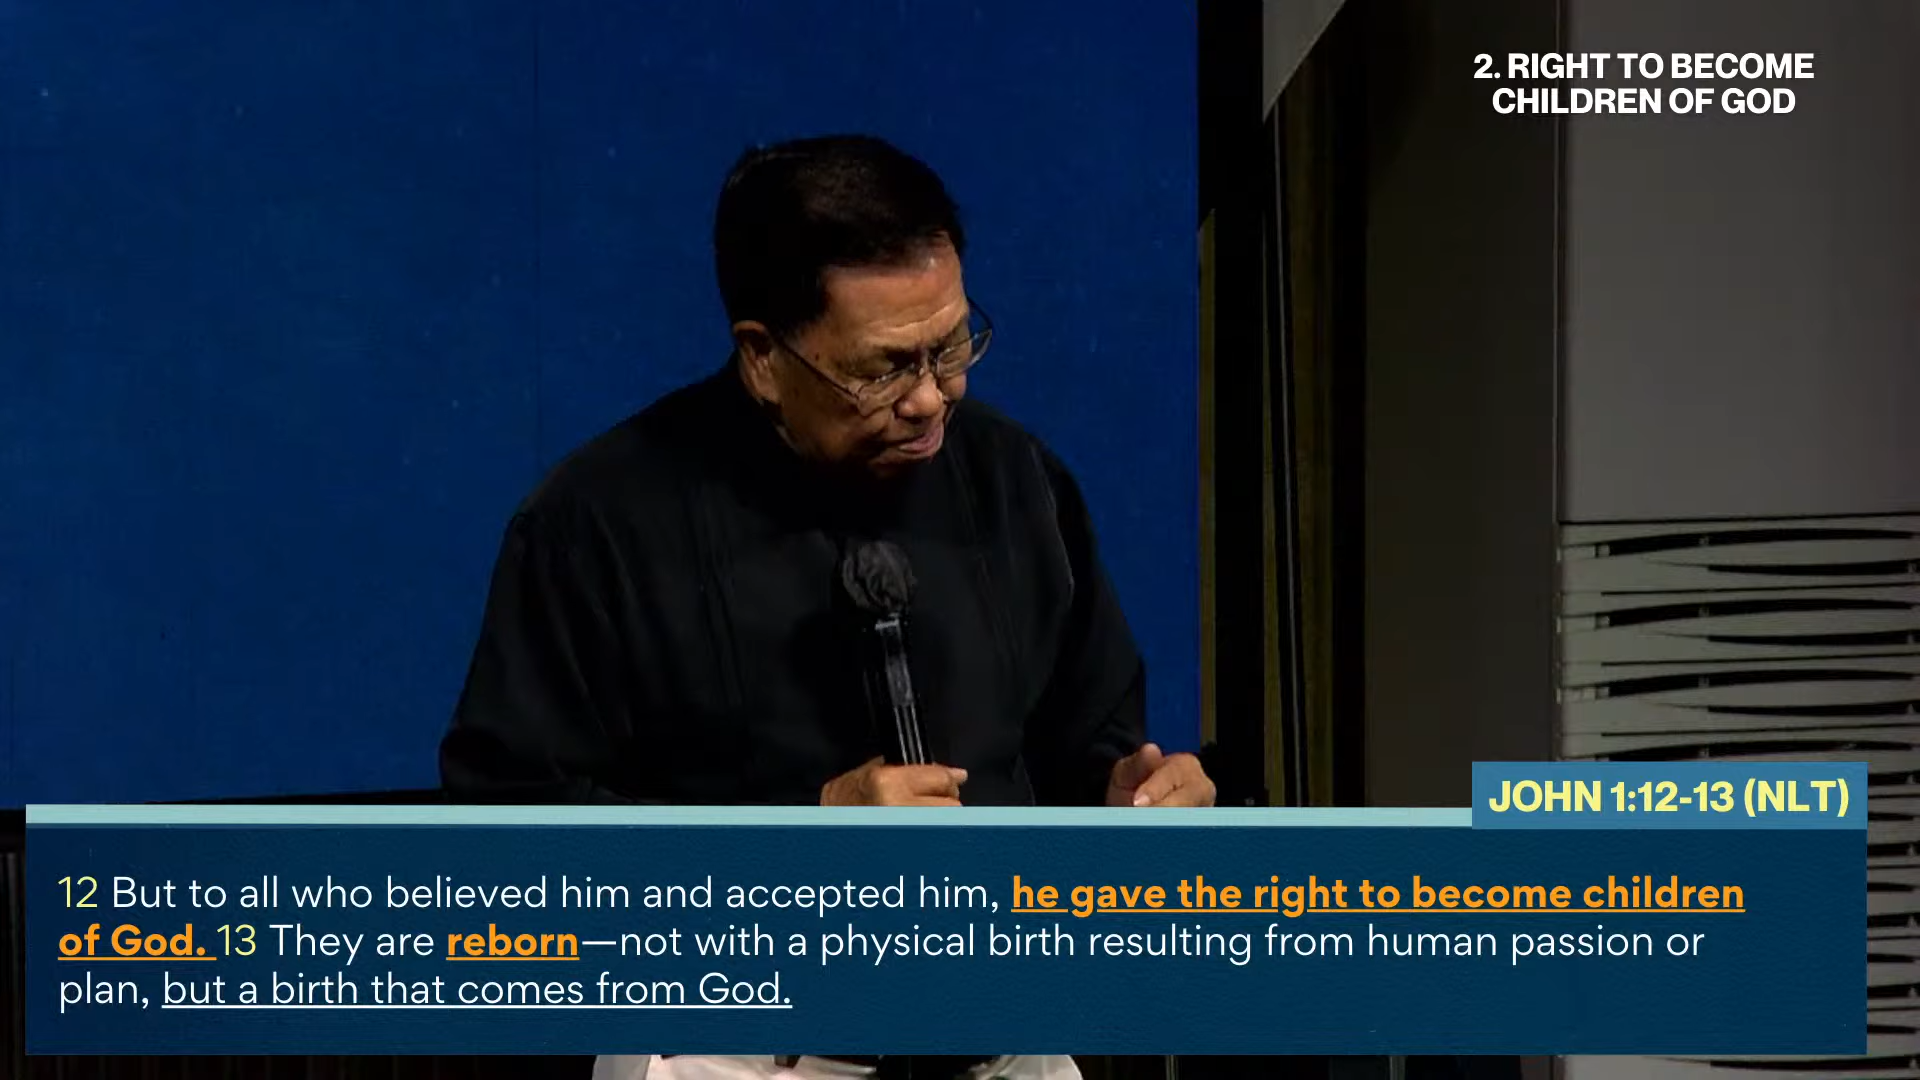 2. RIGHT TO BECOME
CHILDREN OF GOD
JOHN 1:12-13 (NLT)
12 But to all who believed him and accepted him, he gave the right to become children
of God. 13 They are reborn—not with a physical birth resulting from human passion or
plan, but a birth that comes from God.